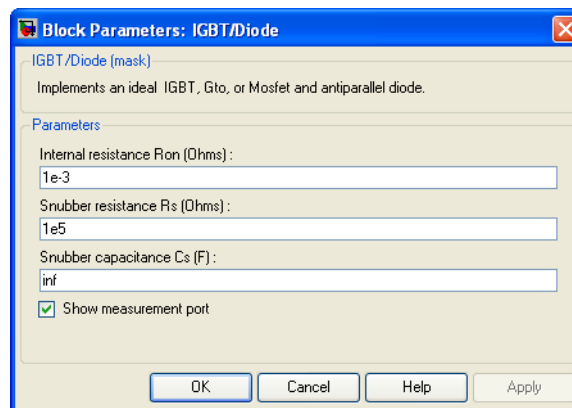 Block Parameters: IGBT/Diode
IGBT/Diode (mask)
Implements an ideal IGBT, Gto, or Mosfet and antiparallel diode.
Parameters
Internal resistance Ron (Ohms) :
1e-3
Snubber resistance Rs (Ohms) :
1e5
Snubber capacitance Cs (F) :
inf
Show measurement port
OK Cancel Help Apply